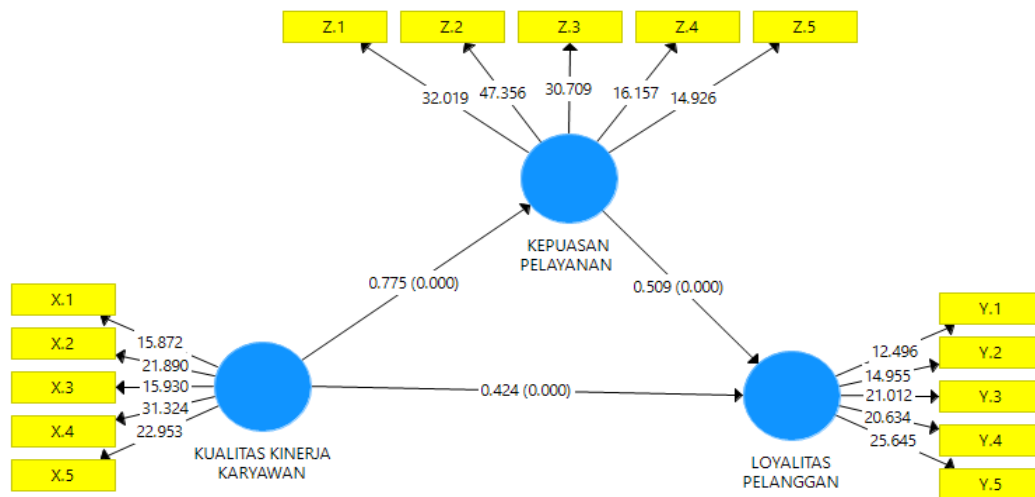 Z.1
Z.2
Z.3
Z.4
Z.5
32.019
47.356
30.709
16.157
14.926
KEPUASAN
PELAYANAN
0.775 (0.000)
0.509 (0.000)
X.1
X.2
X.3
X.4
X.5
15.872
21.890
15.930
31.324
22.953
KUALITAS KINERJA
KARYAWAN
0.424 (0.000)
Y.1
Y.2
Y.3
Y.4
Y.5
12.496
14.955
21.012
20.634
25.645
LOYALITAS
PELANGGAN